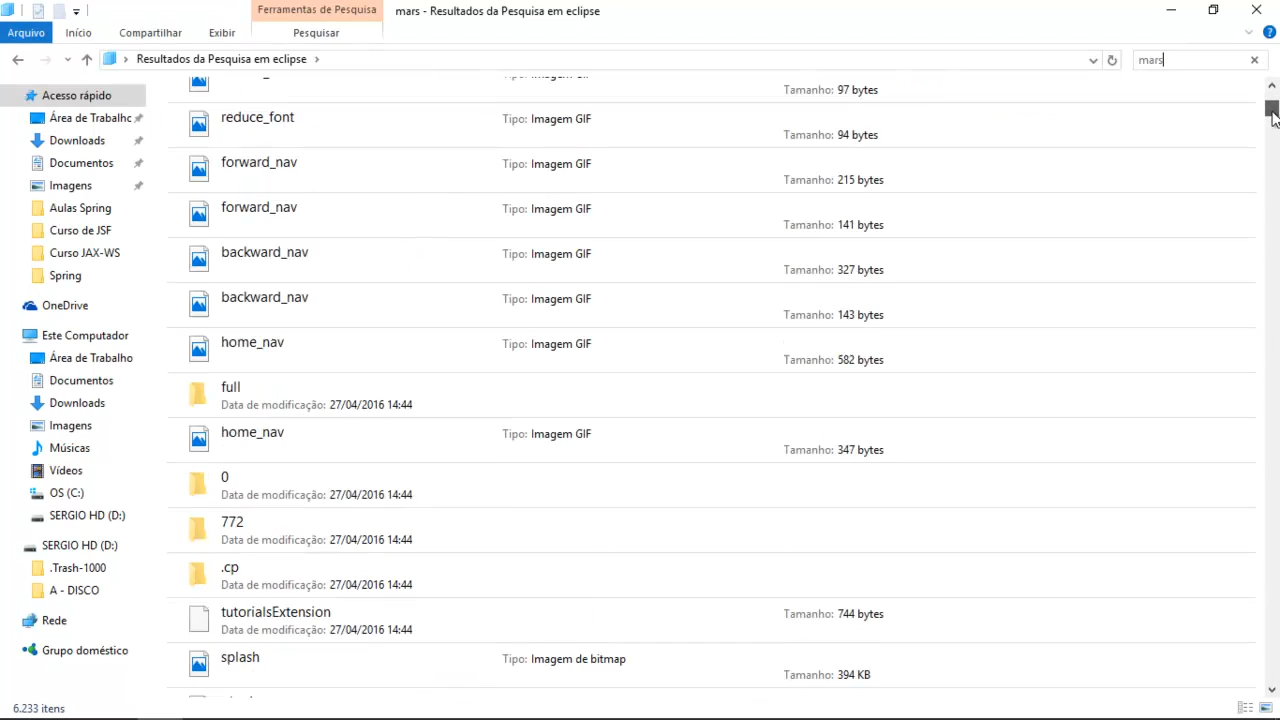 Ferramentas de Pesquisa
mars - Resultados da Pesquisa em eclipse
Arquivo
Início
Compartilhar
Exibir
Pesquisar
Resultados da Pesquisa em eclipse
mars
Acesso rápido
Área de Trabalho
Downloads
Documentos
Imagens
Aulas Spring
Curso de JSF
Curso JAX-WS
Spring
OneDrive
Este Computador
Área de Trabalho
Documentos
Downloads
Imagens
Músicas
Vídeos
OS (C:)
SERGIO HD (D:)
SERGIO HD (D:)
.Trash-1000
A - DISCO
Rede
Grupo doméstico
Tamanho: 97 bytes
reduce_font Tipo: Imagem GIF
Tamanho: 94 bytes
forward_nav Tipo: Imagem GIF
Tamanho: 215 bytes
forward_nav Tipo: Imagem GIF
Tamanho: 141 bytes
backward_nav Tipo: Imagem GIF
Tamanho: 327 bytes
backward_nav Tipo: Imagem GIF
Tamanho: 143 bytes
home_nav Tipo: Imagem GIF
Tamanho: 582 bytes
full
Data de modificação: 27/04/2016 14:44
home_nav Tipo: Imagem GIF
Tamanho: 347 bytes
0
Data de modificação: 27/04/2016 14:44
772
Data de modificação: 27/04/2016 14:44
.cp
Data de modificação: 27/04/2016 14:44
tutorialsExtension Tamanho: 744 bytes
Data de modificação: 27/04/2016 14:44
splash Tipo: Imagem de bitmap
Tamanho: 394 KB
6.233 itens